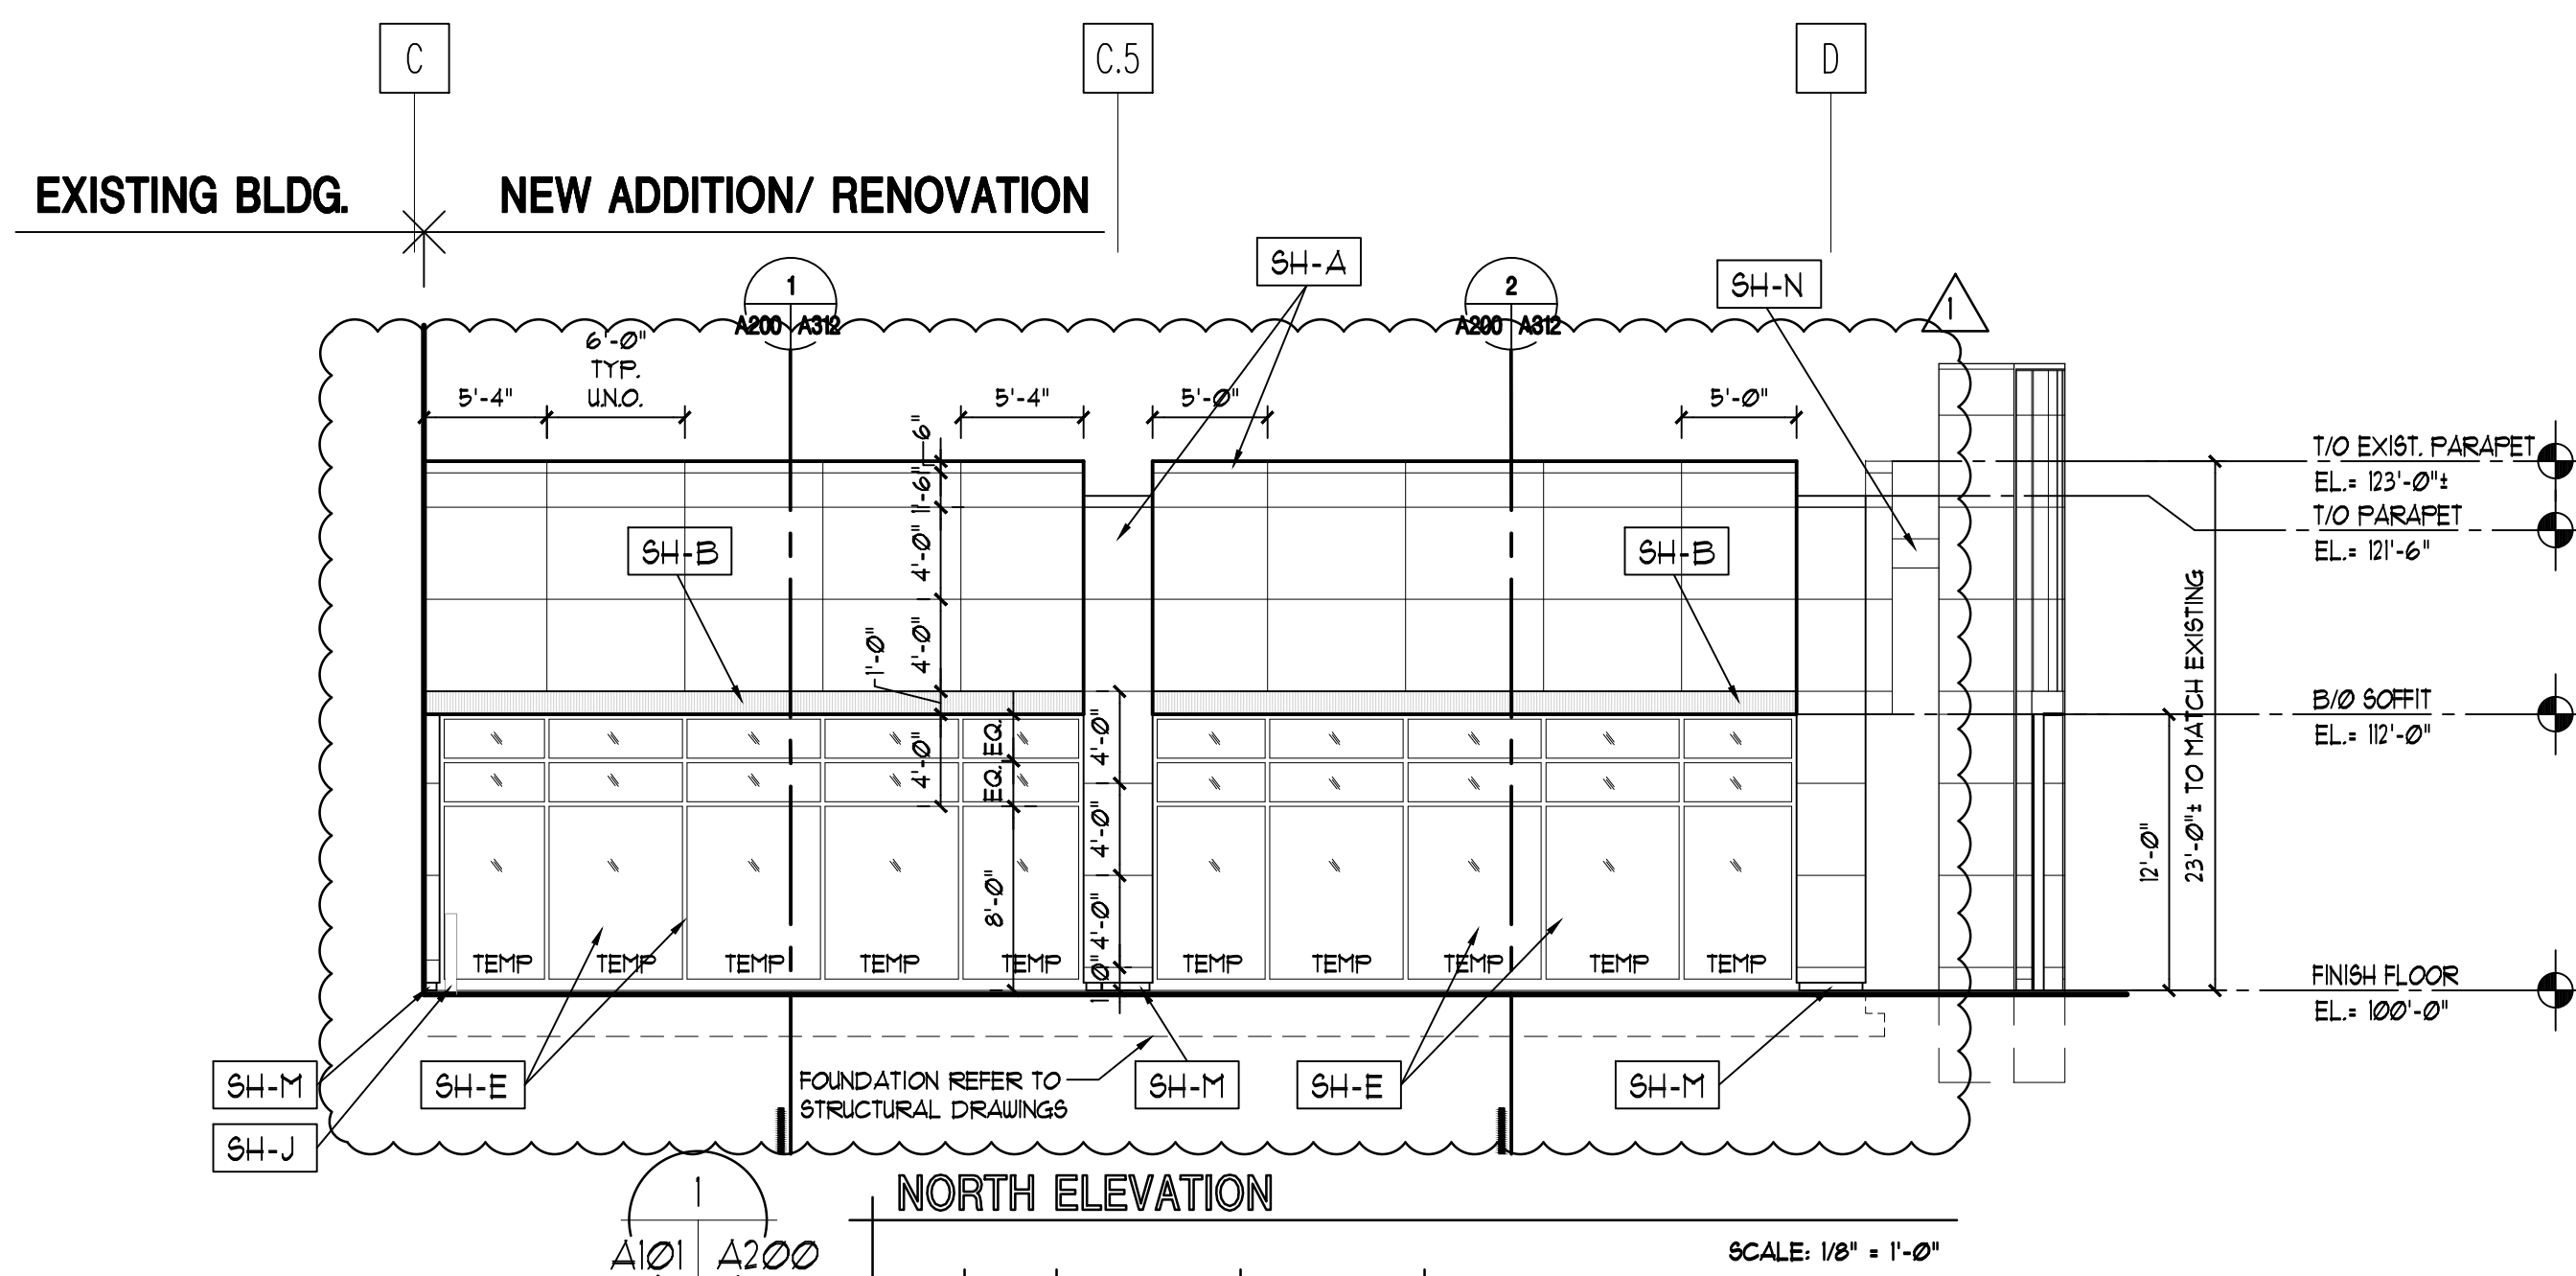 C
C.5
D
EXISTING BLDG.
NEW ADDITION/ RENOVATION
SH-A
SH-N
1
A200 A312
2
A200 A312
1
6'-0"
TYP.
U.N.O.
5'-4"
5'-4"
5'-0"
5'-0"
6"
1'-6"
4'-0"
4'-0"
1'-0"
4'-0"
SH-B
SH-B
EQ.
EQ.
8'-0"
4'-0"
4'-0"
4'-0"
1'-0"
T/O EXIST. PARAPET
EL.= 123'-0"±
T/O PARAPET
EL.= 121'-6"
B/O SOFFIT
EL.= 112'-0"
FINISH FLOOR
EL.= 100'-0"
12'-0"
23'-0"± TO MATCH EXISTING
TEMP TEMP TEMP TEMP TEMP TEMP TEMP TEMP TEMP TEMP
SH-M
SH-J
SH-E
FOUNDATION REFER TO
STRUCTURAL DRAWINGS
SH-M
SH-E
SH-M
1
A101 A200
NORTH ELEVATION
SCALE: 1/8" = 1'-0"